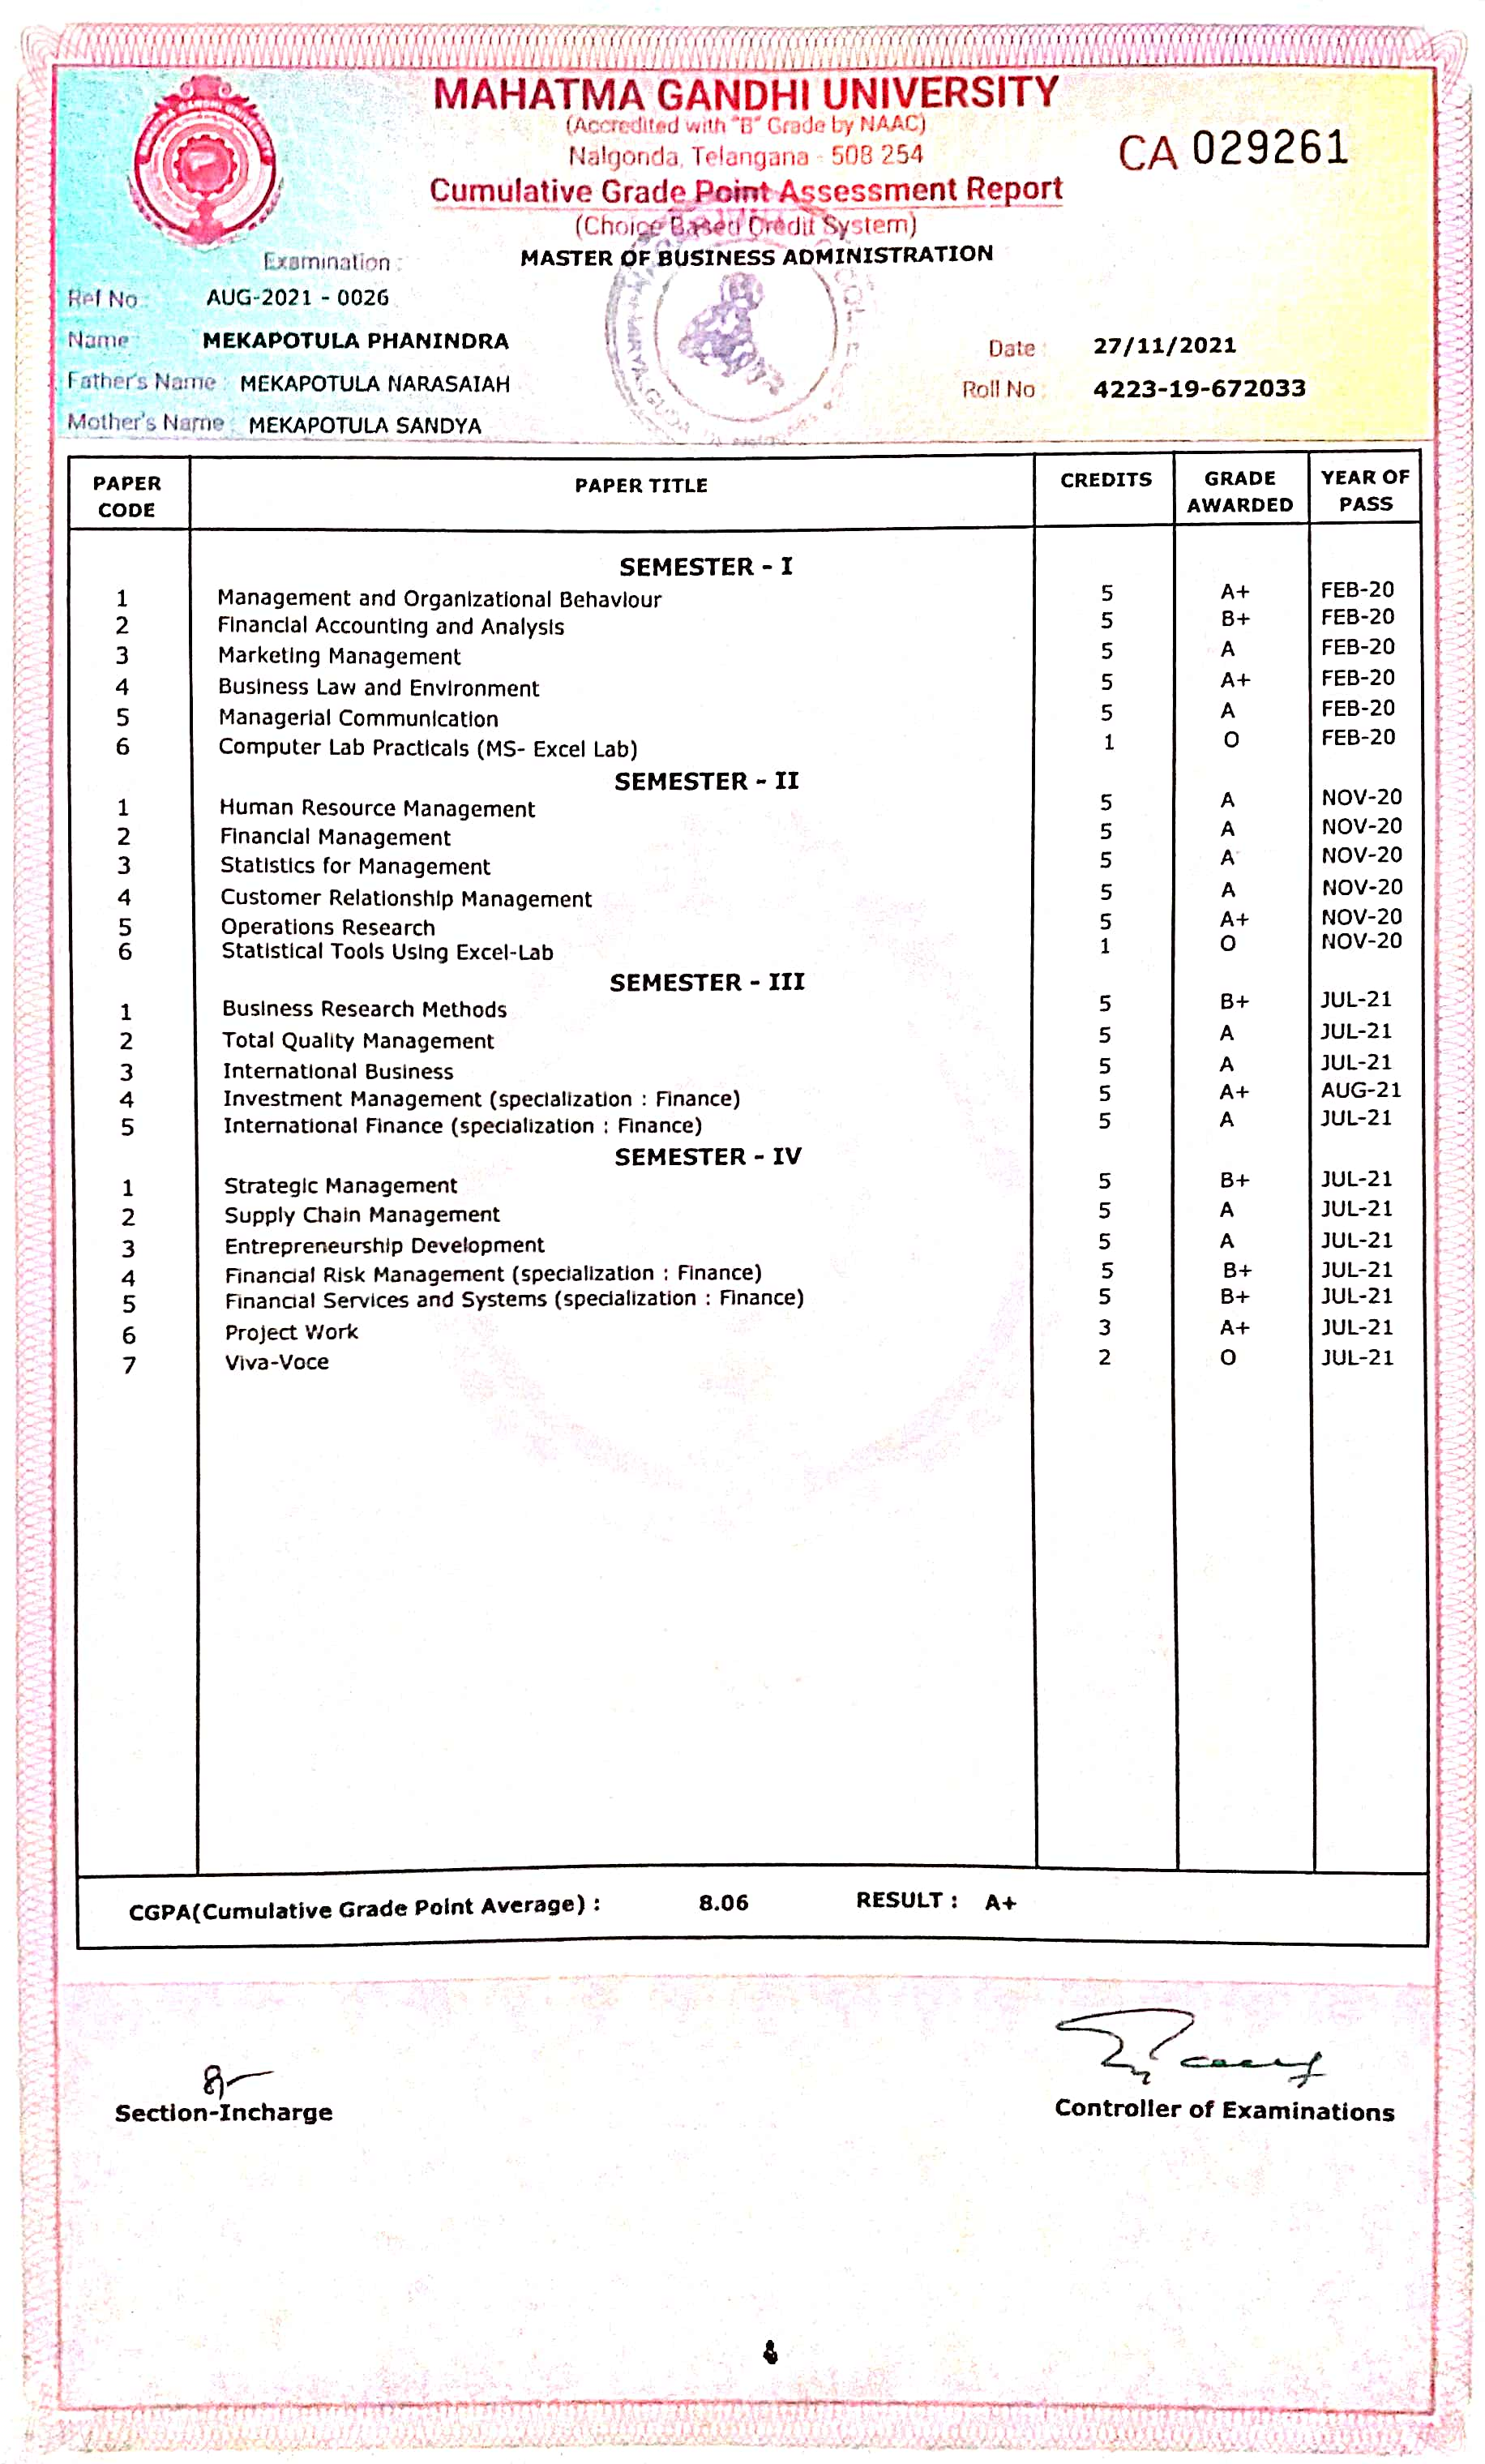 MAHATMA GANDHI UNIVERSITY
(Accredited with "B" Grade by NAAC)
Nalgonda, Telangana - 508 254
CA 029261
Cumulative Grade Point Assessment Report
(Choice Based Credit System)
Examination : MASTER OF BUSINESS ADMINISTRATION
Ref No : AUG-2021 - 0026
Name : MEKAPOTULA PHANINDRA
Date : 27/11/2021
Father's Name : MEKAPOTULA NARASAIAH
Roll No : 4223-19-672033
Mother's Name : MEKAPOTULA SANDYA
PAPER CODE PAPER TITLE CREDITS GRADE AWARDED YEAR OF PASS
SEMESTER - I
1 Management and Organizational Behaviour 5 A+ FEB-20
2 Financial Accounting and Analysis 5 B+ FEB-20
3 Marketing Management 5 A FEB-20
4 Business Law and Environment 5 A+ FEB-20
5 Managerial Communication 5 A FEB-20
6 Computer Lab Practicals (MS- Excel Lab) 1 O FEB-20
SEMESTER - II
1 Human Resource Management 5 A NOV-20
2 Financial Management 5 A NOV-20
3 Statistics for Management 5 A NOV-20
4 Customer Relationship Management 5 A NOV-20
5 Operations Research 5 A+ NOV-20
6 Statistical Tools Using Excel-Lab 1 O NOV-20
SEMESTER - III
1 Business Research Methods 5 B+ JUL-21
2 Total Quality Management 5 A JUL-21
3 International Business 5 A JUL-21
4 Investment Management (specialization : Finance) 5 A+ AUG-21
5 International Finance (specialization : Finance) 5 A JUL-21
SEMESTER - IV
1 Strategic Management 5 B+ JUL-21
2 Supply Chain Management 5 A JUL-21
3 Entrepreneurship Development 5 A JUL-21
4 Financial Risk Management (specialization : Finance) 5 B+ JUL-21
5 Financial Services and Systems (specialization : Finance) 5 B+ JUL-21
6 Project Work 3 A+ JUL-21
7 Viva-Voce 2 O JUL-21
CGPA(Cumulative Grade Point Average) : 8.06 RESULT : A+
Section-Incharge
Controller of Examinations